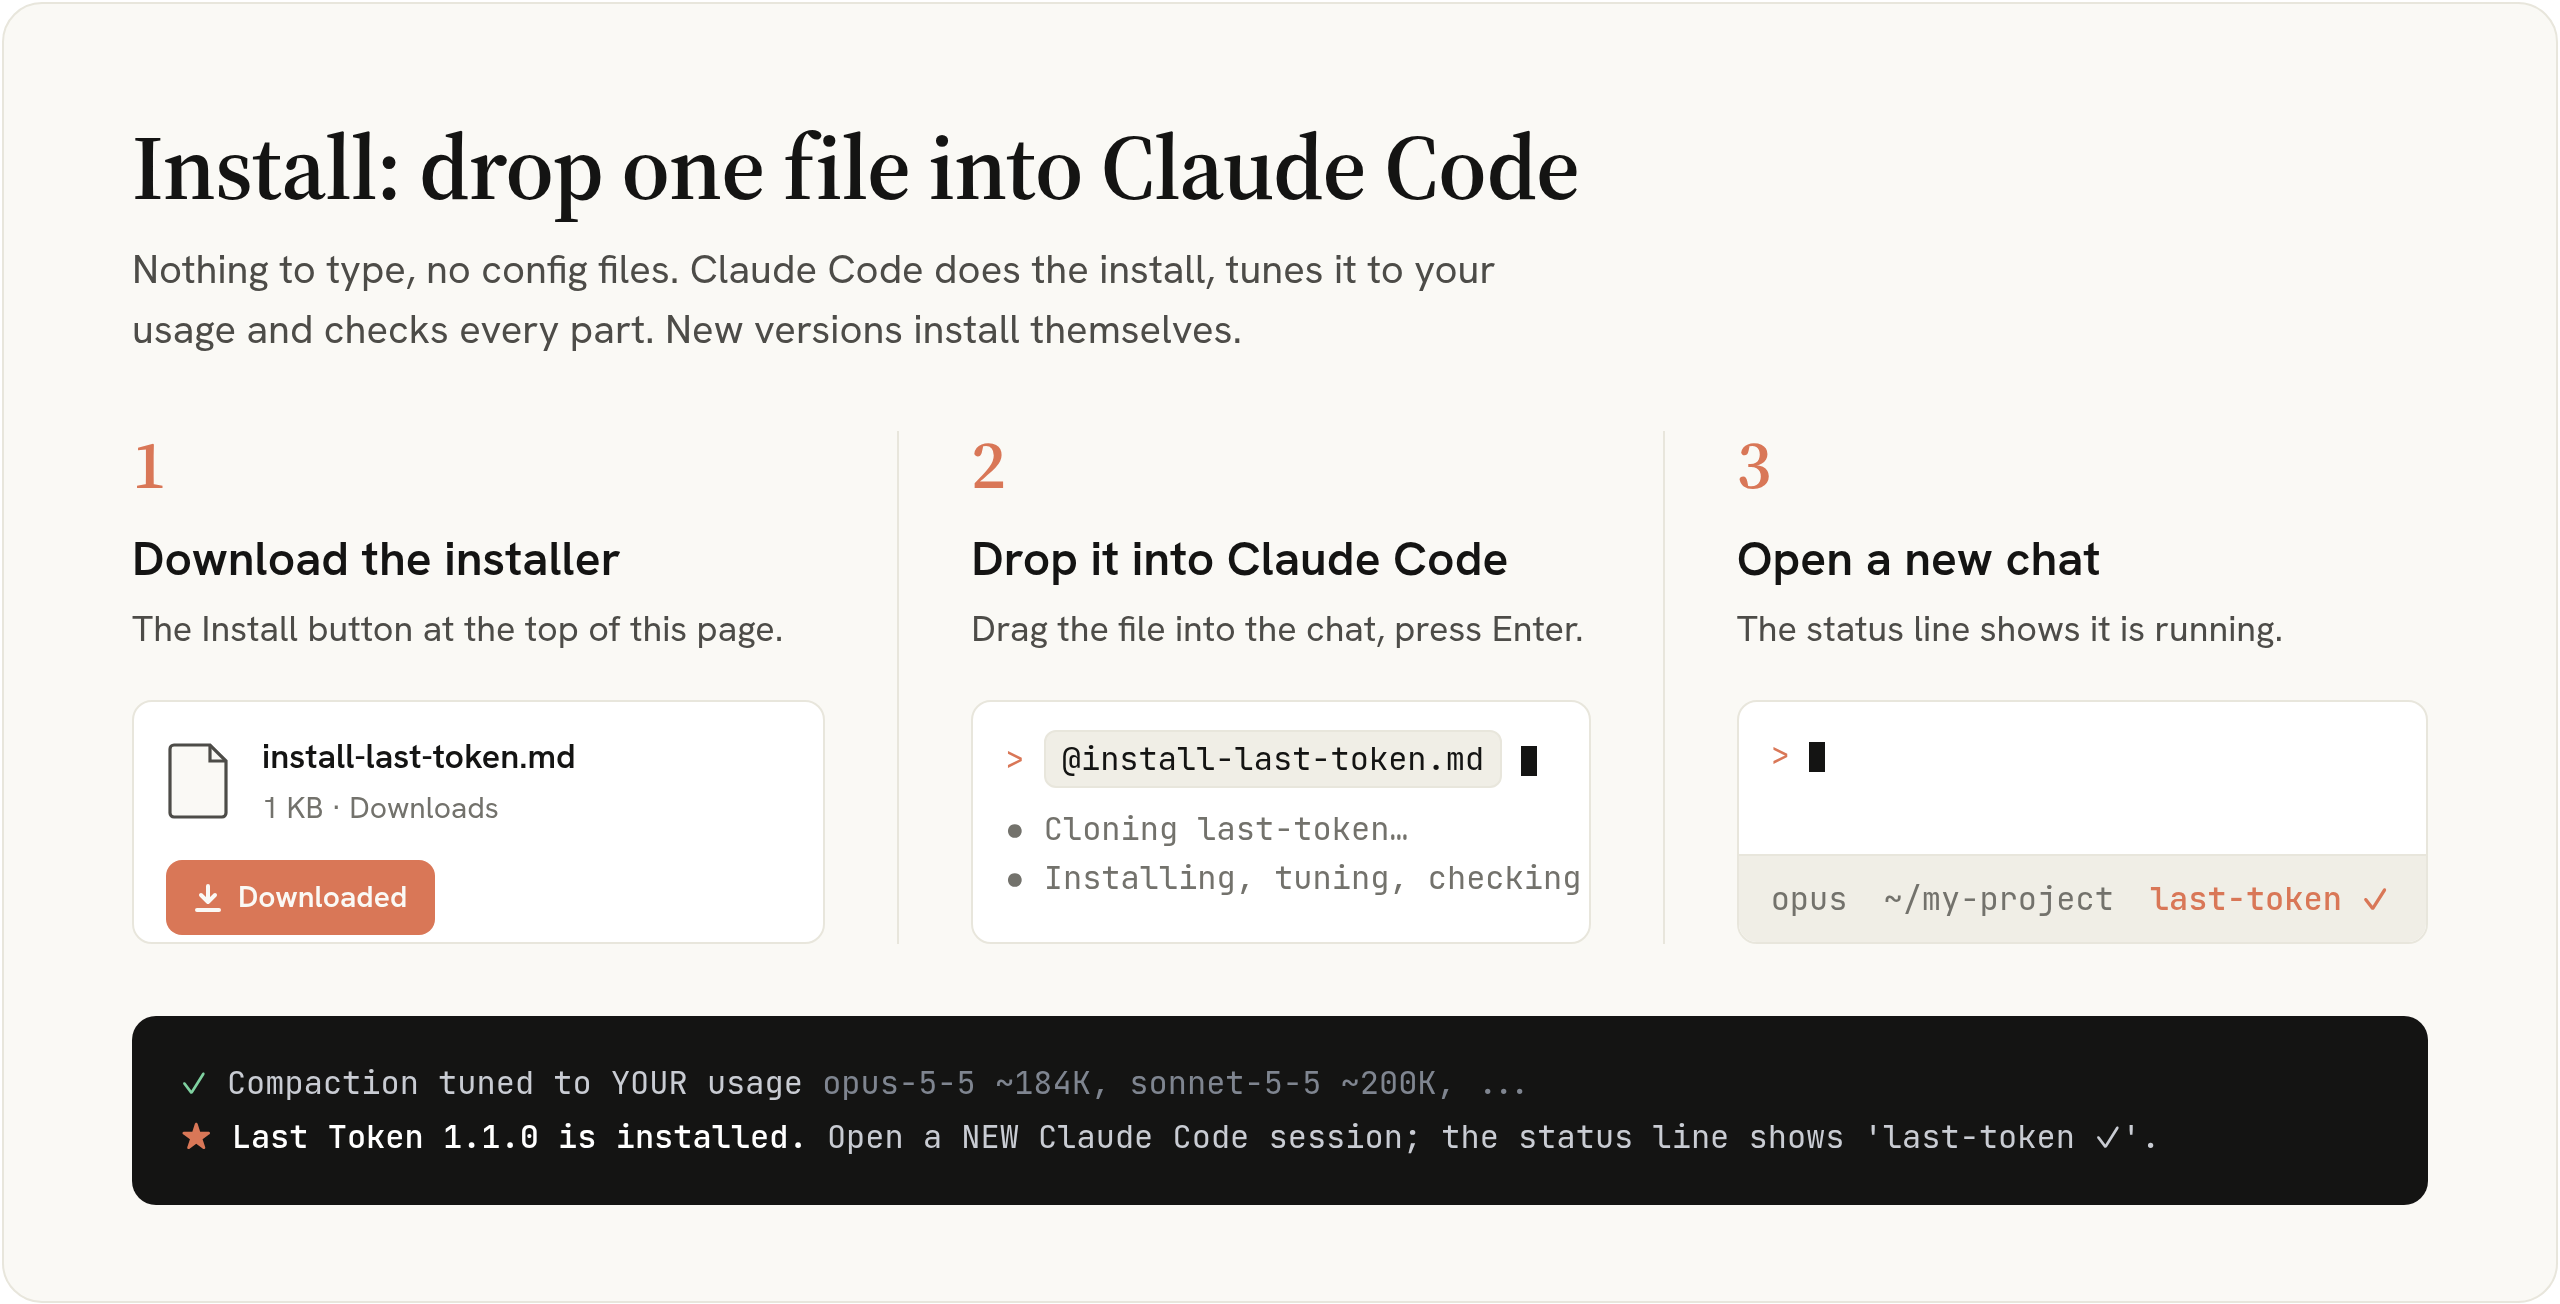 Install: drop one file into Claude Code
Nothing to type, no config files. Claude Code does the install, tunes it to your
usage and checks every part. New versions install themselves.
1
Download the installer
The Install button at the top of this page.
install-last-token.md
1 KB · Downloads
Downloaded
2
Drop it into Claude Code
Drag the file into the chat, press Enter.
> @install-last-token.md
● Cloning last-token…
● Installing, tuning, checking
3
Open a new chat
The status line shows it is running.
>
opus ~/my-project last-token ✓
✓ Compaction tuned to YOUR usage opus-5-5 ~184K, sonnet-5-5 ~200K, ...
★ Last Token 1.1.0 is installed. Open a NEW Claude Code session; the status line shows 'last-token ✓'.